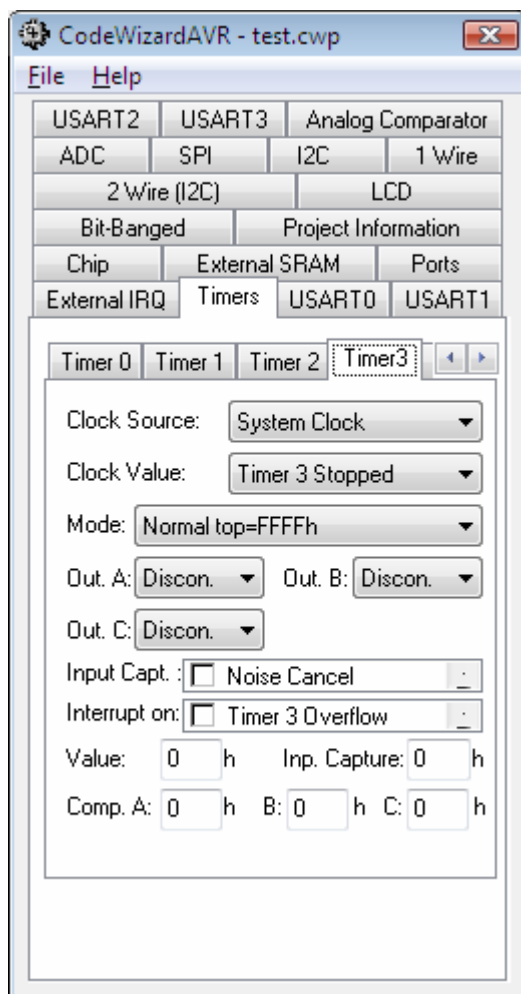 CodeWizardAVR - test.cwp
File Help
USART2 USART3 Analog Comparator
ADC SPI I2C 1 Wire
2 Wire (I2C) LCD
Bit-Banged Project Information
Chip External SRAM Ports
External IRQ Timers USART0 USART1
Timer 0 Timer 1 Timer 2 Timer3
Clock Source: System Clock
Clock Value: Timer 3 Stopped
Mode: Normal top=FFFFh
Out. A: Discon. Out. B: Discon.
Out. C: Discon.
Input Capt. : Noise Cancel
Interrupt on: Timer 3 Overflow
Value: 0 h Inp. Capture: 0 h
Comp. A: 0 h B: 0 h C: 0 h